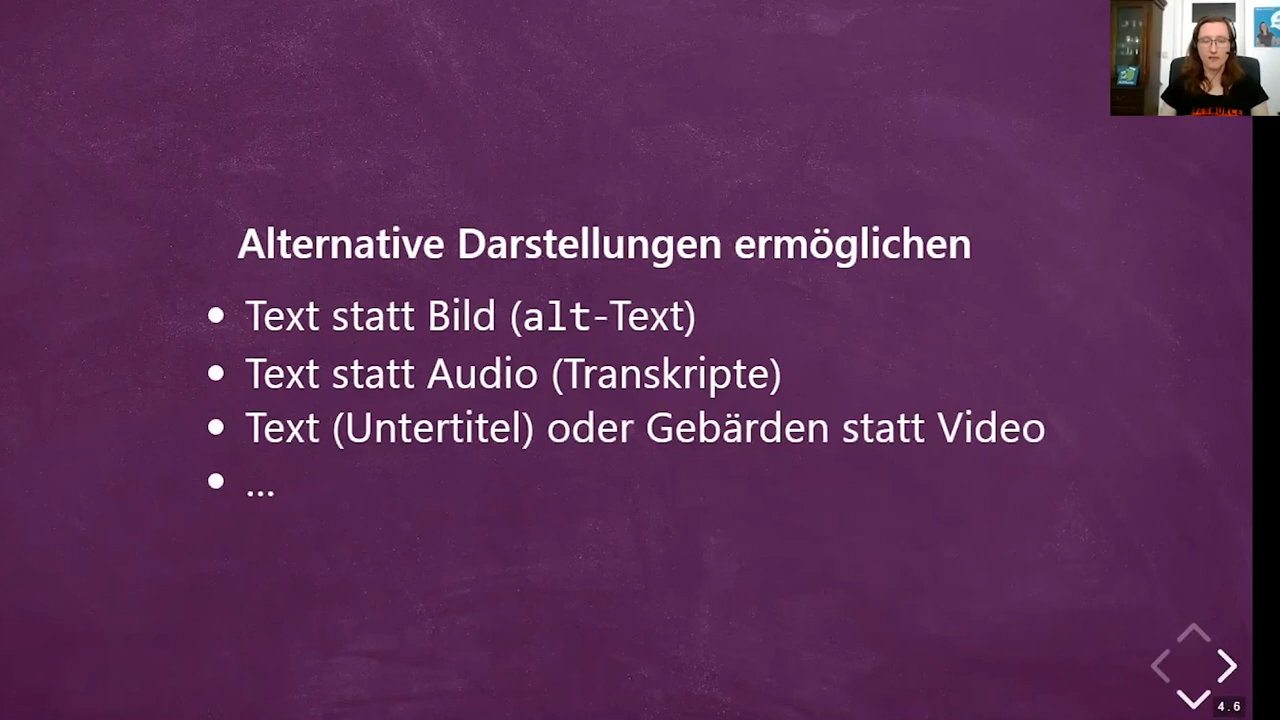 Alternative Darstellungen ermöglichen
Text statt Bild (alt-Text)
Text statt Audio (Transkripte)
Text (Untertitel) oder Gebärden statt Video
...
4.6